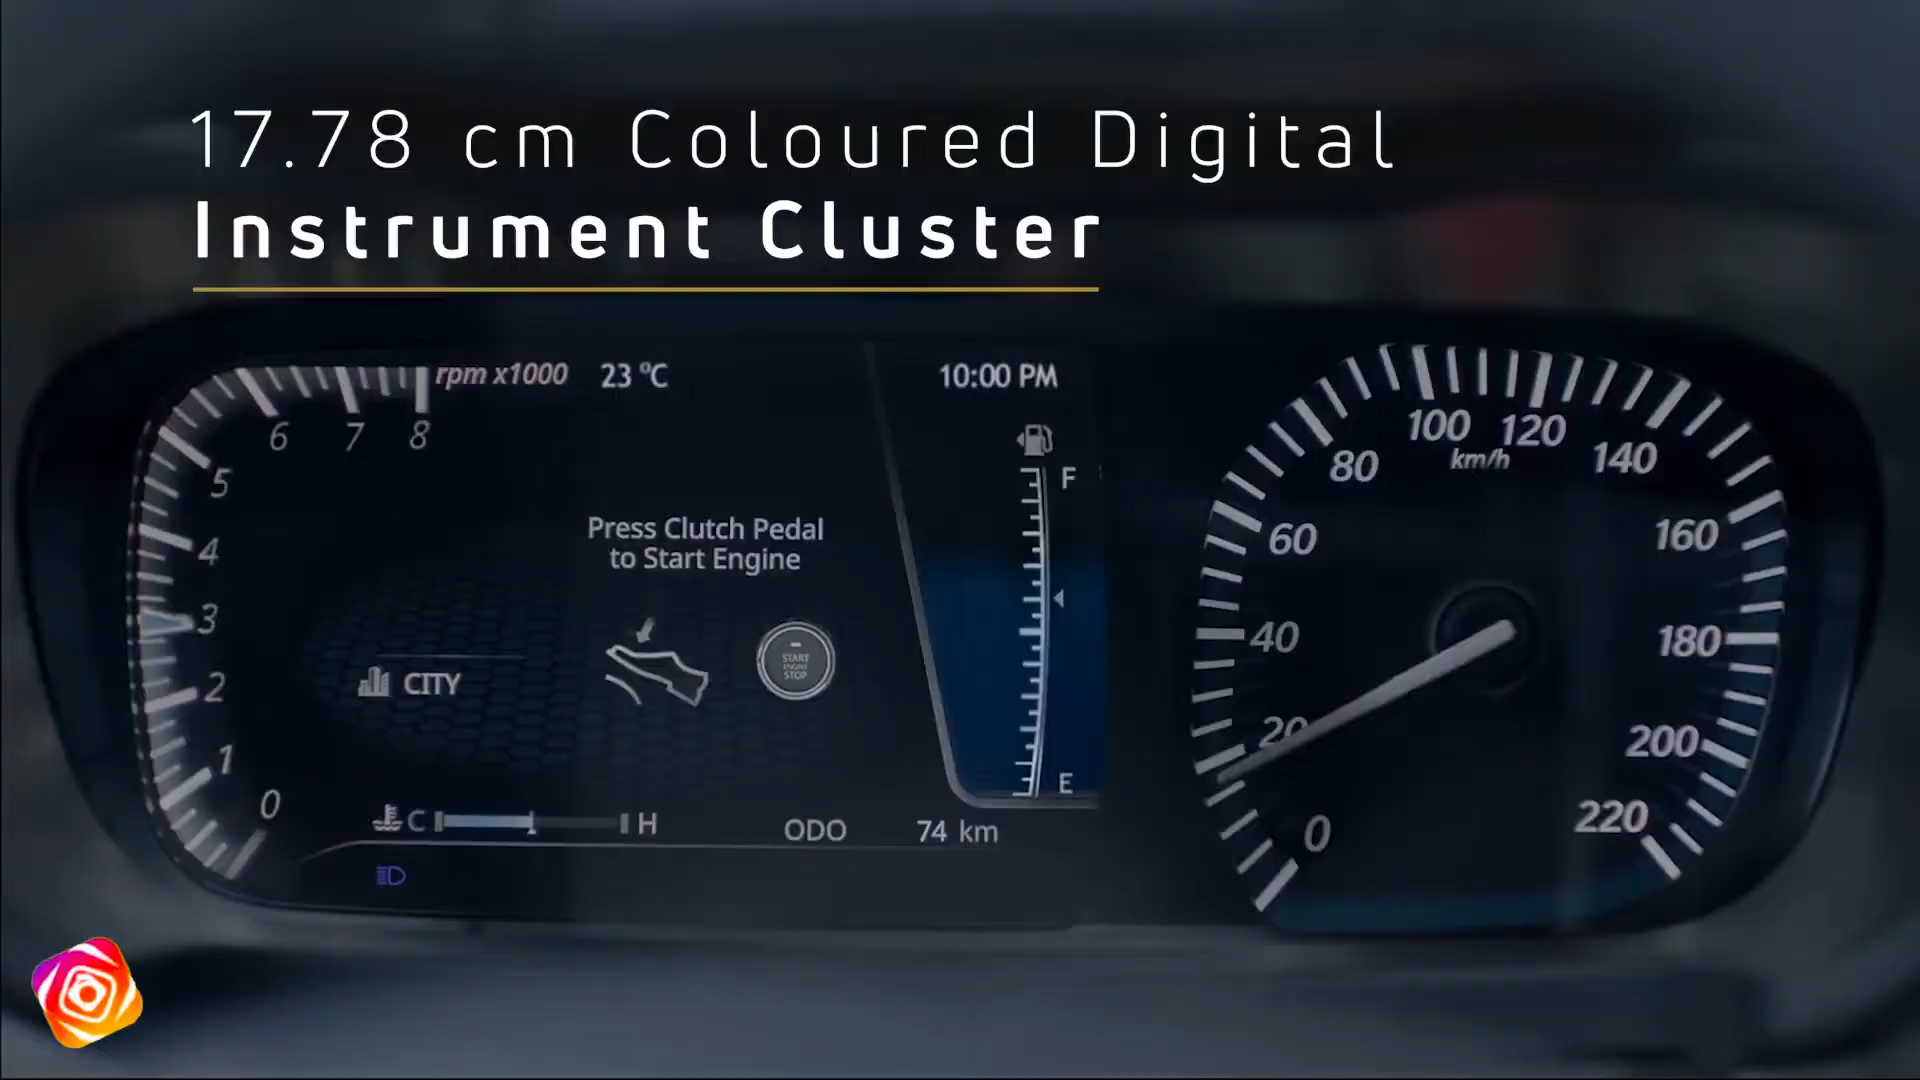 17.78 cm Coloured Digital
Instrument Cluster
rpm x1000 23 ºC 10:00 PM
6 7 8
5
4
3
2
1
0
Press Clutch Pedal
to Start Engine
START
ENGINE
STOP
CITY
F
E
C H
ODO 74 km
0
20
40
60
80
100
120
km/h
140
160
180
200
220